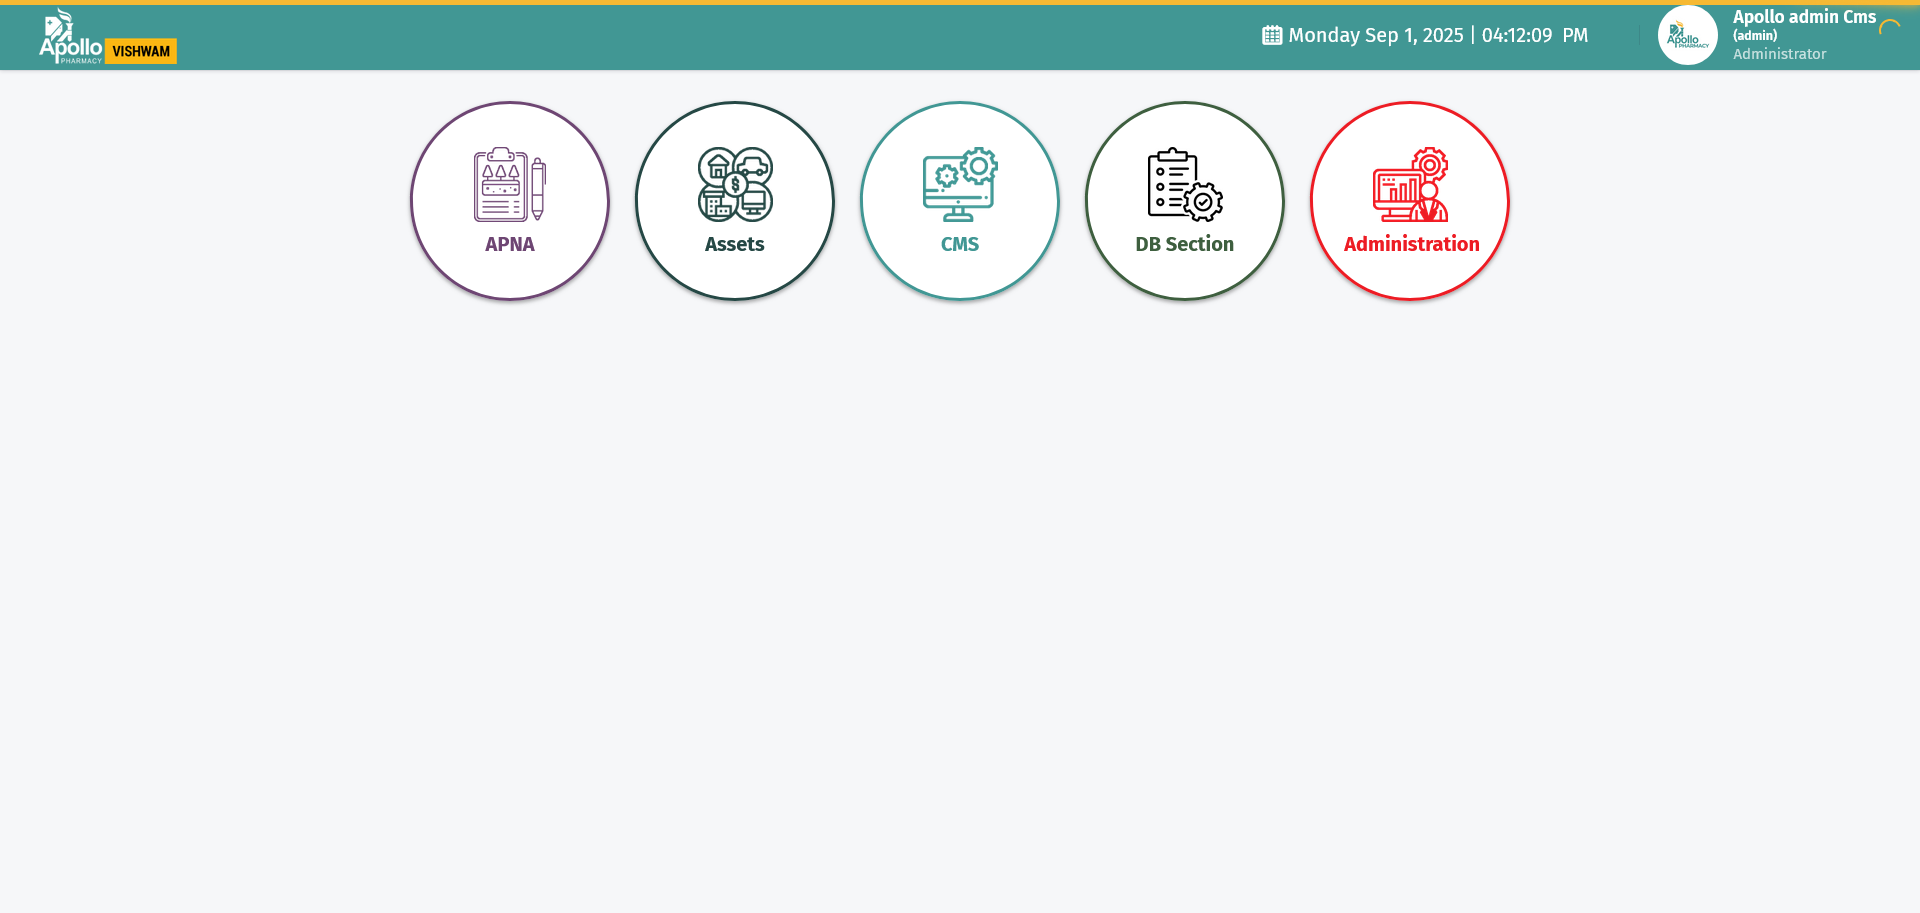 Apollo
PHARMACY
VISHWAM
Monday Sep 1, 2025 | 04:12:09 PM
Apollo
PHARMACY
Apollo admin Cms
(admin)
Administrator
APNA
Assets
CMS
DB Section
Administration